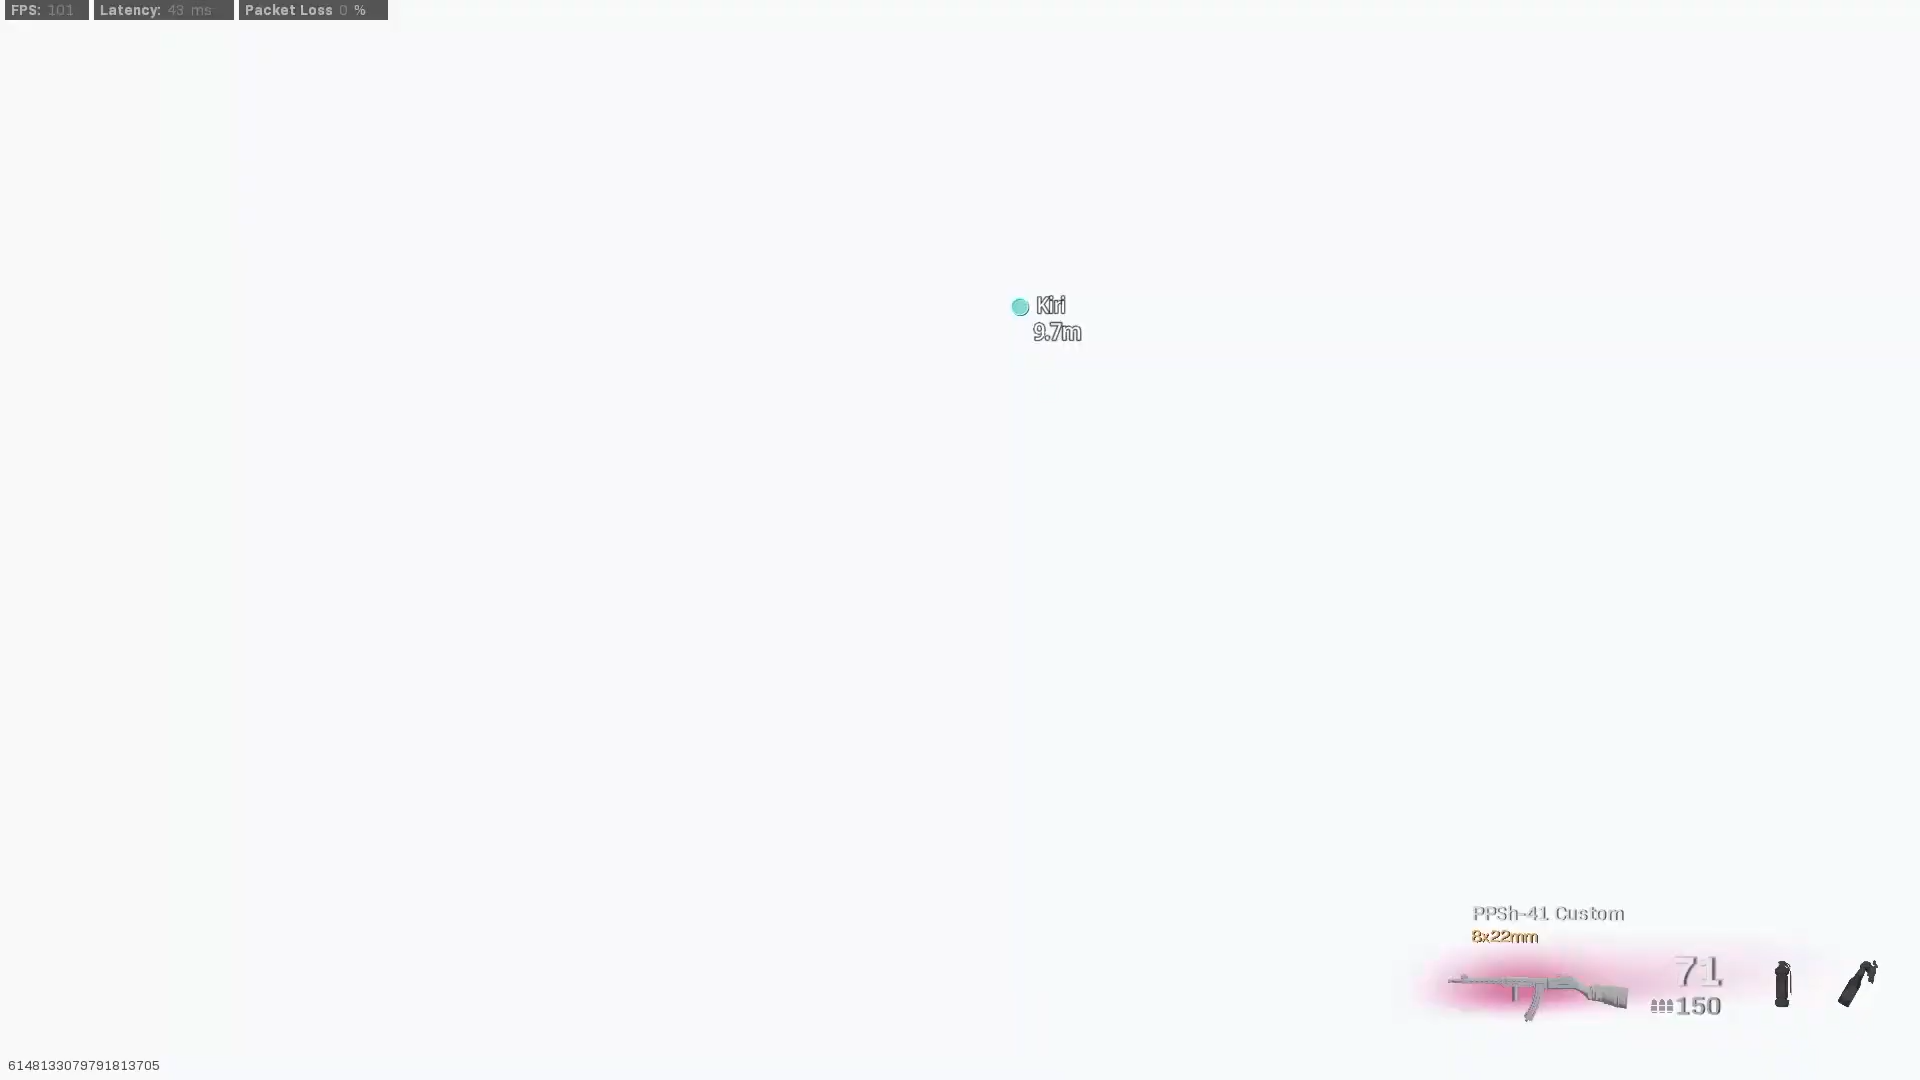 FPS: 101 Latency: 43 ms Packet Loss 0 %
Kiri
9.7m
PPSh-41 Custom
8x22mm
71
150
6148133079791813705